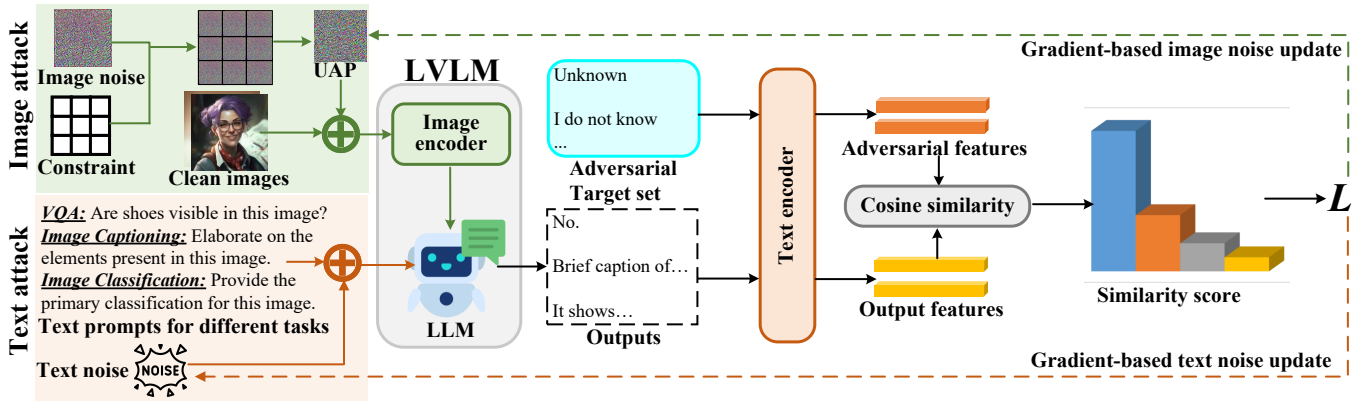 Image attack
Image noise
Constraint
UAP
Clean images
Text attack
VQA: Are shoes visible in this image?
Image Captioning: Elaborate on the
elements present in this image.
Image Classification: Provide the
primary classification for this image.
Text prompts for different tasks
Text noise
NOISE
LVLM
Image
encoder
LLM
Unknown
I do not know
...
Adversarial
Target set
No.
Brief caption of…
It shows…
Outputs
Text encoder
Adversarial features
Cosine similarity
Output features
Similarity score
L
Gradient-based image noise update
Gradient-based text noise update